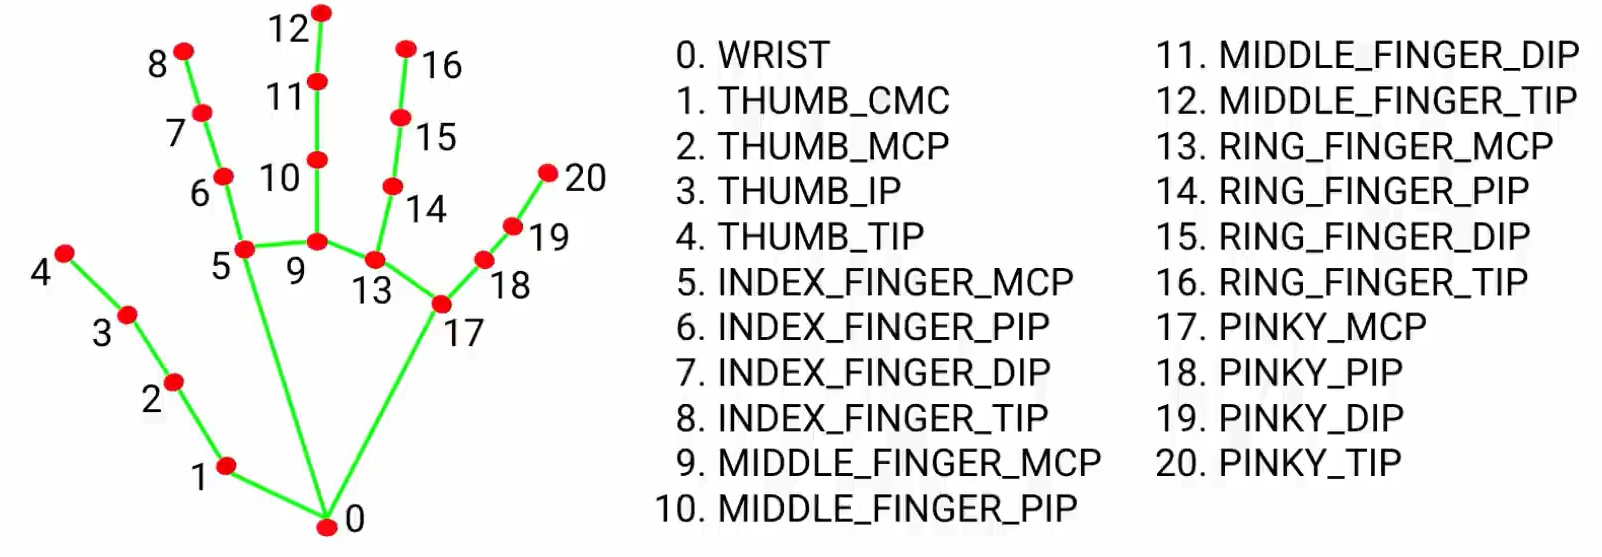 12
8
16
11
7
15
10
20
6
14
19
4
5
9
18
13
3
17
2
1
0
0. WRIST
1. THUMB_CMC
2. THUMB_MCP
3. THUMB_IP
4. THUMB_TIP
5. INDEX_FINGER_MCP
6. INDEX_FINGER_PIP
7. INDEX_FINGER_DIP
8. INDEX_FINGER_TIP
9. MIDDLE_FINGER_MCP
10. MIDDLE_FINGER_PIP
11. MIDDLE_FINGER_DIP
12. MIDDLE_FINGER_TIP
13. RING_FINGER_MCP
14. RING_FINGER_PIP
15. RING_FINGER_DIP
16. RING_FINGER_TIP
17. PINKY_MCP
18. PINKY_PIP
19. PINKY_DIP
20. PINKY_TIP